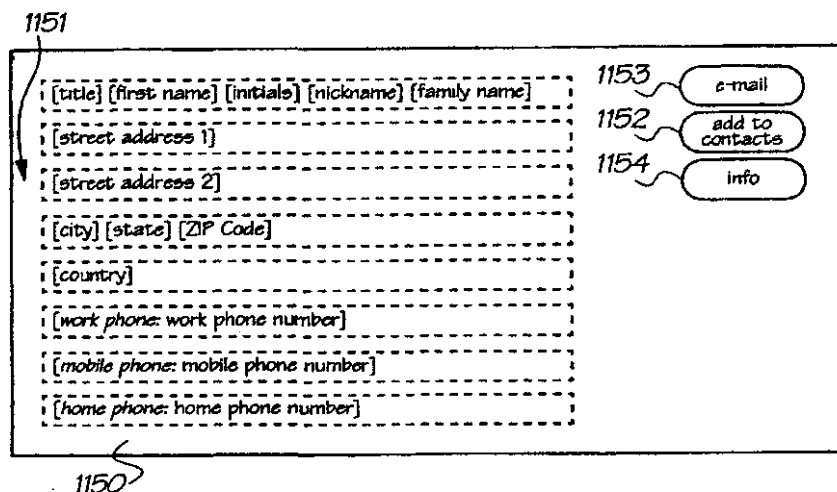 1151
[title] [first name] [initials] [nickname] [family name]
[street address 1]
[street address 2]
[city] [state] [ZIP Code]
[country]
[work phone: work phone number]
[mobile phone: mobile phone number]
[home phone: home phone number]
1153
e-mail
1152
add to
contacts
1154
info
1150